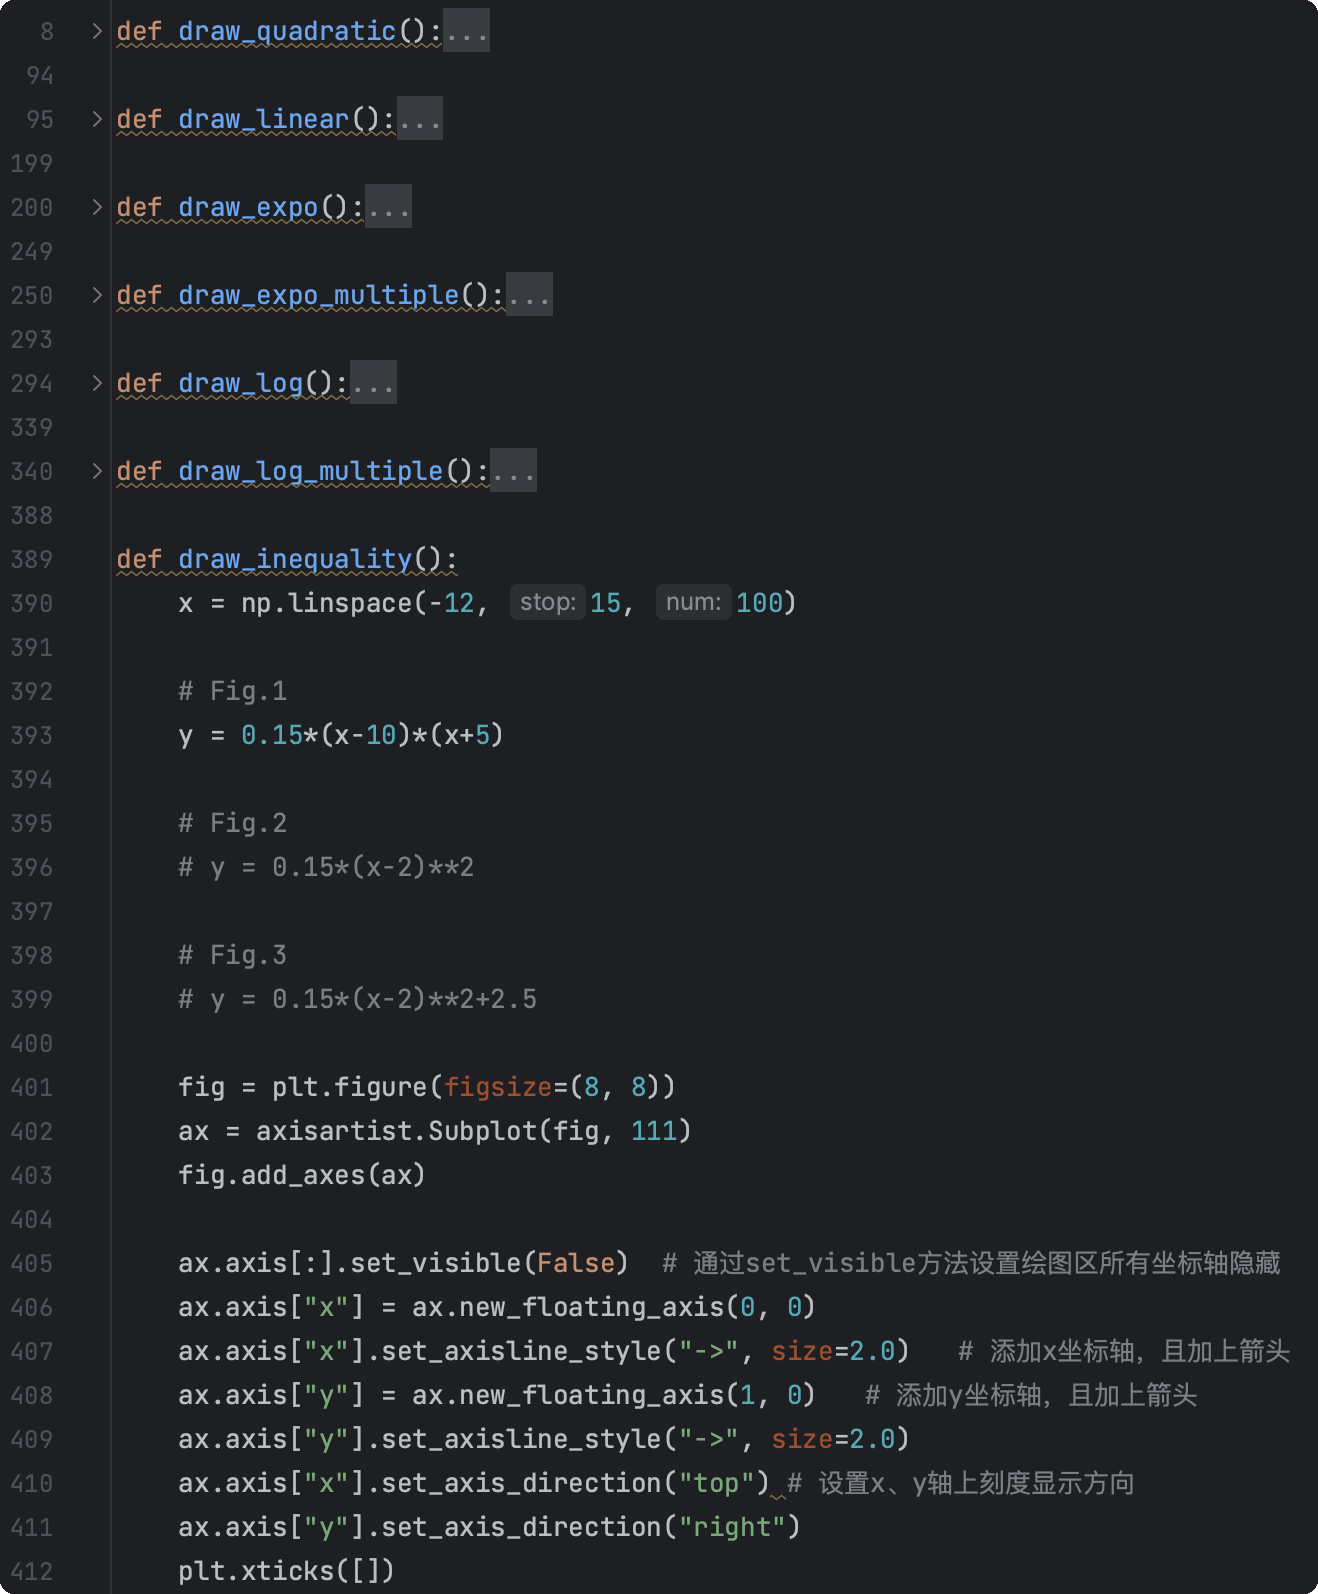 8 def draw_quadratic():...
94
95 def draw_linear():...
199
200 def draw_expo():...
249
250 def draw_expo_multiple():...
293
294 def draw_log():...
339
340 def draw_log_multiple():...
388
389 def draw_inequality():
390 x = np.linspace(-12, stop: 15, num: 100)
391
392 # Fig.1
393 y = 0.15*(x-10)*(x+5)
394
395 # Fig.2
396 # y = 0.15*(x-2)**2
397
398 # Fig.3
399 # y = 0.15*(x-2)**2+2.5
400
401 fig = plt.figure(figsize=(8, 8))
402 ax = axisartist.Subplot(fig, 111)
403 fig.add_axes(ax)
404
405 ax.axis[:].set_visible(False) # 通过set_visible方法设置绘图区所有坐标轴隐藏
406 ax.axis["x"] = ax.new_floating_axis(0, 0)
407 ax.axis["x"].set_axisline_style("->", size=2.0) # 添加x坐标轴，且加上箭头
408 ax.axis["y"] = ax.new_floating_axis(1, 0) # 添加y坐标轴，且加上箭头
409 ax.axis["y"].set_axisline_style("->", size=2.0)
410 ax.axis["x"].set_axis_direction("top") # 设置x、y轴上刻度显示方向
411 ax.axis["y"].set_axis_direction("right")
412 plt.xticks([])